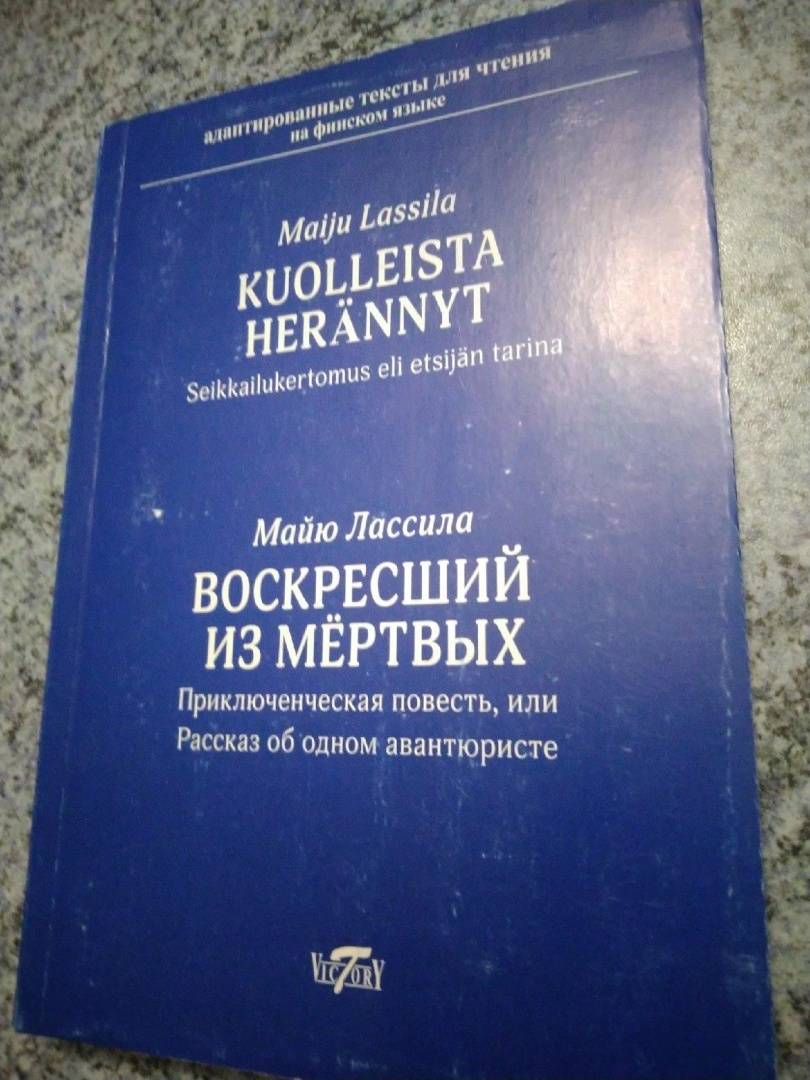 адаптированные тексты для чтения
на финском языке
Maiju Lassila
KUOLLEISTA
HERÄNNYT
Seikkailukertomus eli etsijän tarina
Майю Лассила
ВОСКРЕСШИЙ
ИЗ МЁРТВЫХ
Приключенческая повесть, или
Рассказ об одном авантюристе
VICTORY